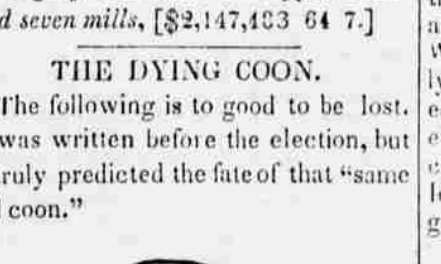 d seven mills, [$2,147,483 64 7.]
THE DYING COON.
The following is to good to be lost.
was written before the election, but
ruly predicted the fate of that "same
coon."